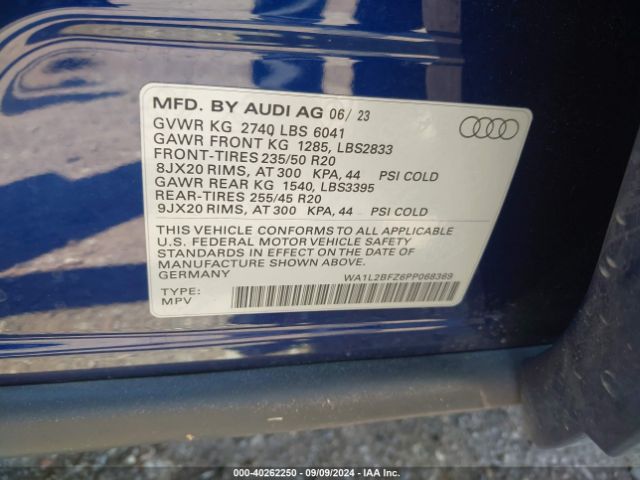 MFD. BY AUDI AG 06/ 23
GVWR KG 2740 LBS 6041
GAWR FRONT KG 1285, LBS2833
FRONT-TIRES 235/50 R20
8JX20 RIMS, AT 300 KPA, 44 PSI COLD
GAWR REAR KG 1540, LBS3395
REAR-TIRES 255/45 R20
9JX20 RIMS, AT 300 KPA, 44 PSI COLD
THIS VEHICLE CONFORMS TO ALL APPLICABLE
U.S. FEDERAL MOTOR VEHICLE SAFETY
STANDARDS IN EFFECT ON THE DATE OF
MANUFACTURE SHOWN ABOVE.
GERMANY WA1L2BFZ6PP068369
TYPE:
MPV
000-40262250 - 09/09/2024 - IAA Inc.